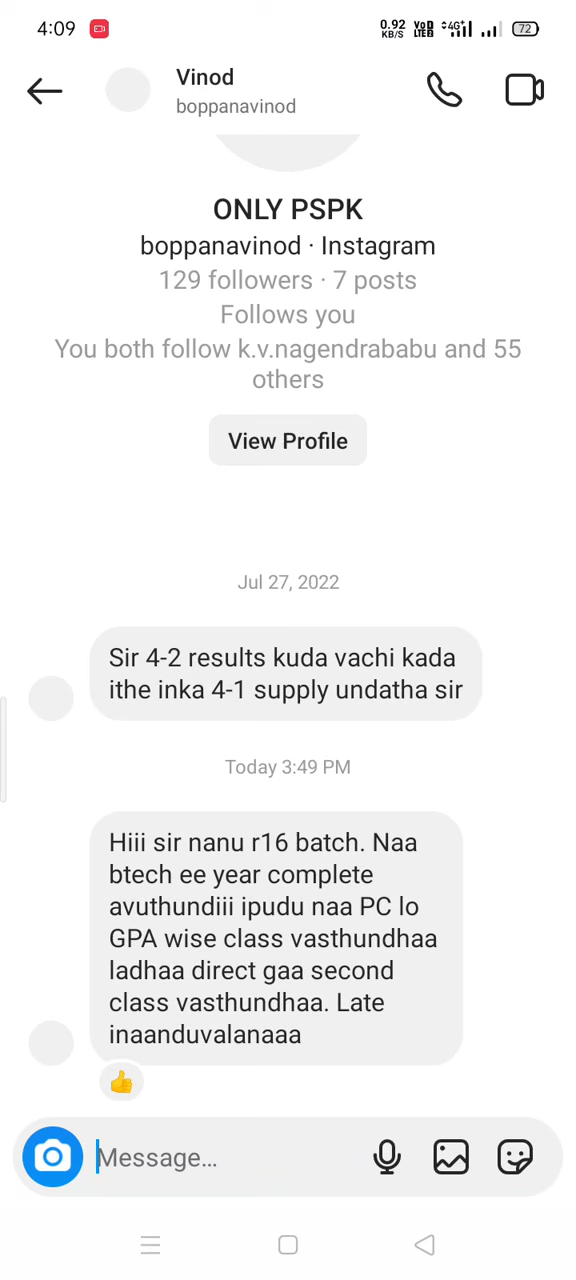 4:09
0.92
KB/S
VoD
LTE2
4G+
72
Vinod
boppanavinod
ONLY PSPK
boppanavinod · Instagram
129 followers · 7 posts
Follows you
You both follow k.v.nagendrababu and 55
others
View Profile
Jul 27, 2022
Sir 4-2 results kuda vachi kada
ithe inka 4-1 supply undatha sir
Today 3:49 PM
Hiii sir nanu r16 batch. Naa
btech ee year complete
avuthundiii ipudu naa PC lo
GPA wise class vasthundhaa
ladhaa direct gaa second
class vasthundhaa. Late
inaanduvalanaaa
Message...